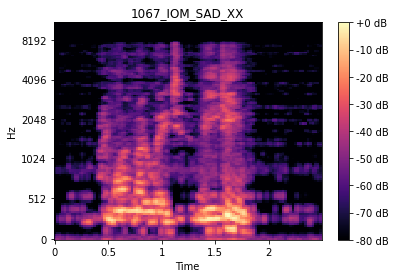 1067_IOM_SAD_XX
8192
4096
2048
1024
512
0
Hz
0 0.5 1 1.5 2
Time
+0 dB
-10 dB
-20 dB
-30 dB
-40 dB
-50 dB
-60 dB
-70 dB
-80 dB